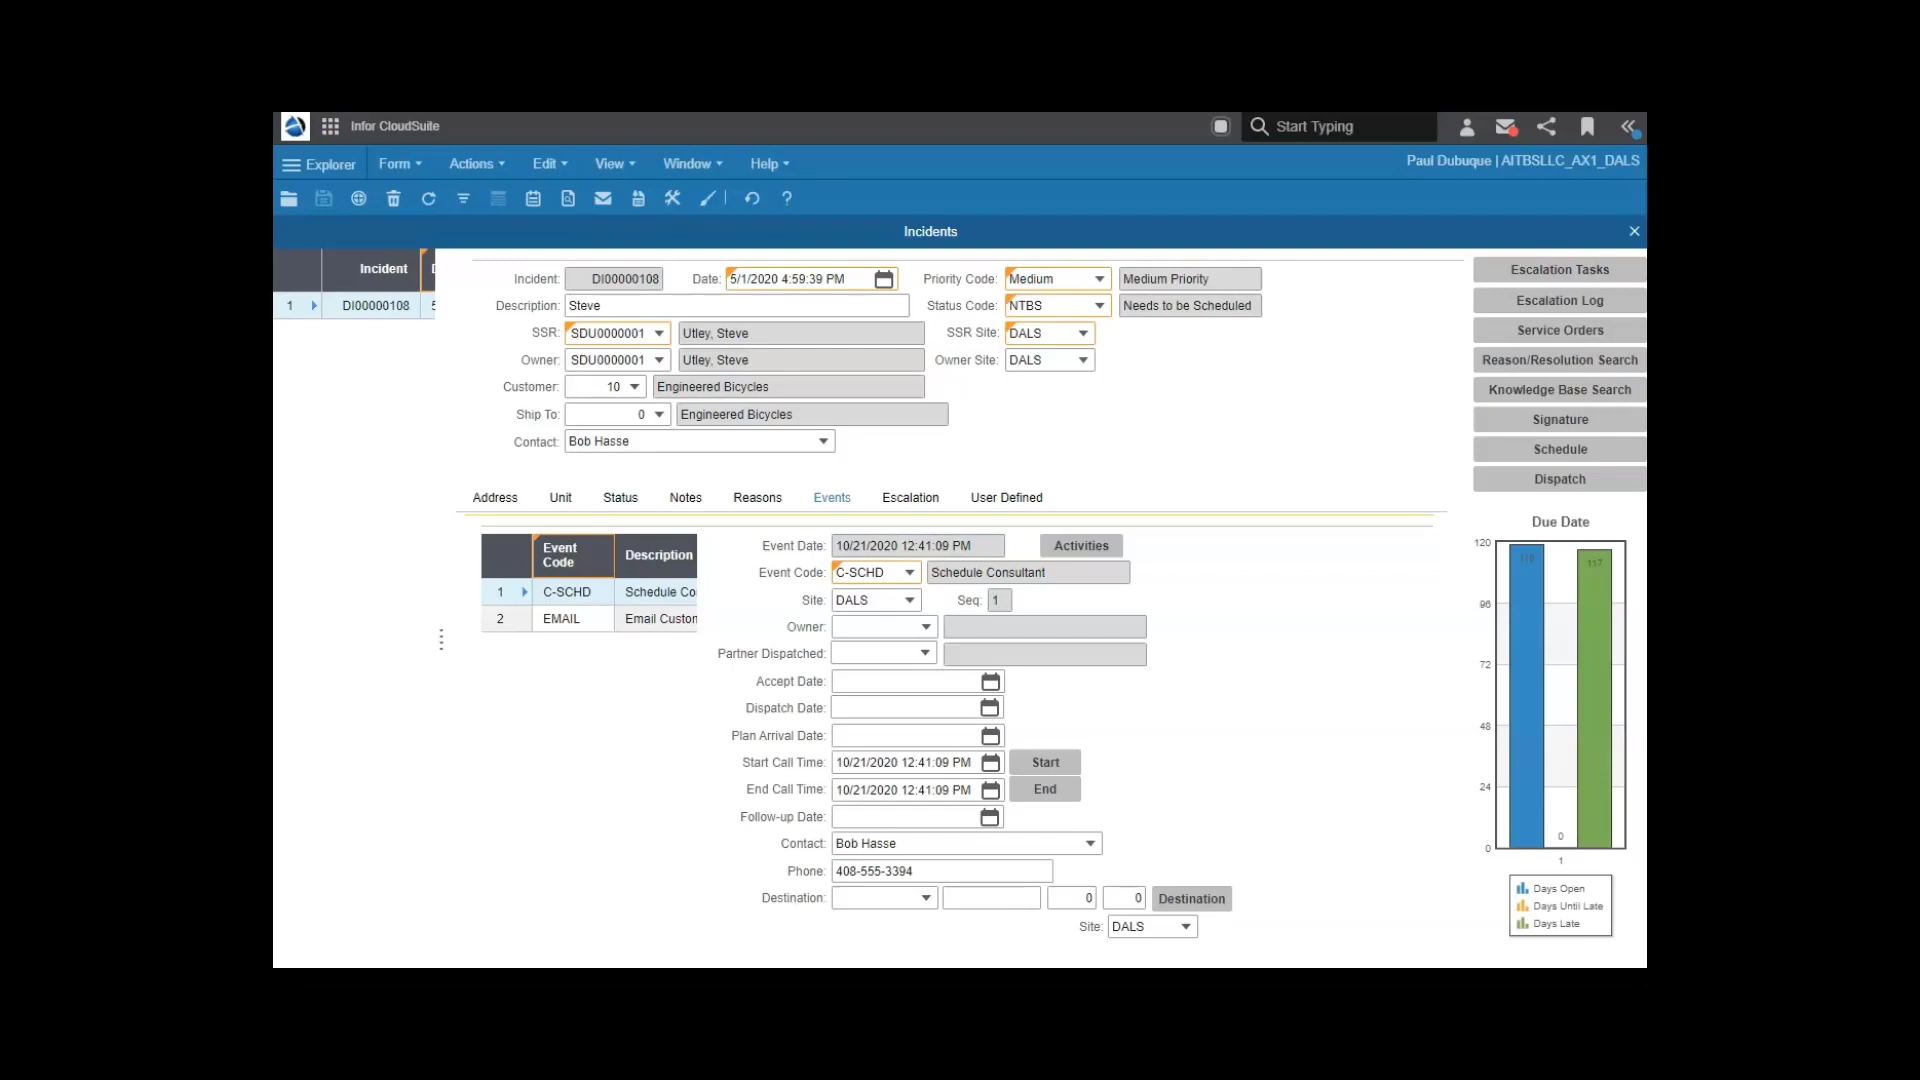 Infor CloudSuite
Start Typing
Explorer Form Actions Edit View Window Help
Paul Dubuque | AITBSLLC_AX1_DALS
Incidents
Incident
1 DI00000108 5
Incident: DI00000108 Date: 5/1/2020 4:59:39 PM Priority Code: Medium Medium Priority
Description: Steve Status Code: NTBS Needs to be Scheduled
SSR: SDU0000001 Utley, Steve SSR Site: DALS
Owner: SDU0000001 Utley, Steve Owner Site: DALS
Customer: 10 Engineered Bicycles
Ship To: 0 Engineered Bicycles
Contact: Bob Hasse
Escalation Tasks
Escalation Log
Service Orders
Reason/Resolution Search
Knowledge Base Search
Signature
Schedule
Dispatch
Address Unit Status Notes Reasons Events Escalation User Defined
Event Code Description
1 C-SCHD Schedule Co
2 EMAIL Email Custon
Event Date: 10/21/2020 12:41:09 PM Activities
Event Code: C-SCHD Schedule Consultant
Site: DALS Seq: 1
Owner:
Partner Dispatched:
Accept Date:
Dispatch Date:
Plan Arrival Date:
Start Call Time: 10/21/2020 12:41:09 PM Start
End Call Time: 10/21/2020 12:41:09 PM End
Follow-up Date:
Contact: Bob Hasse
Phone: 408-555-3394
Destination: 0 0 Destination
Site: DALS
Due Date
120
117
96
72
48
24
0
0
1
Days Open
Days Until Late
Days Late